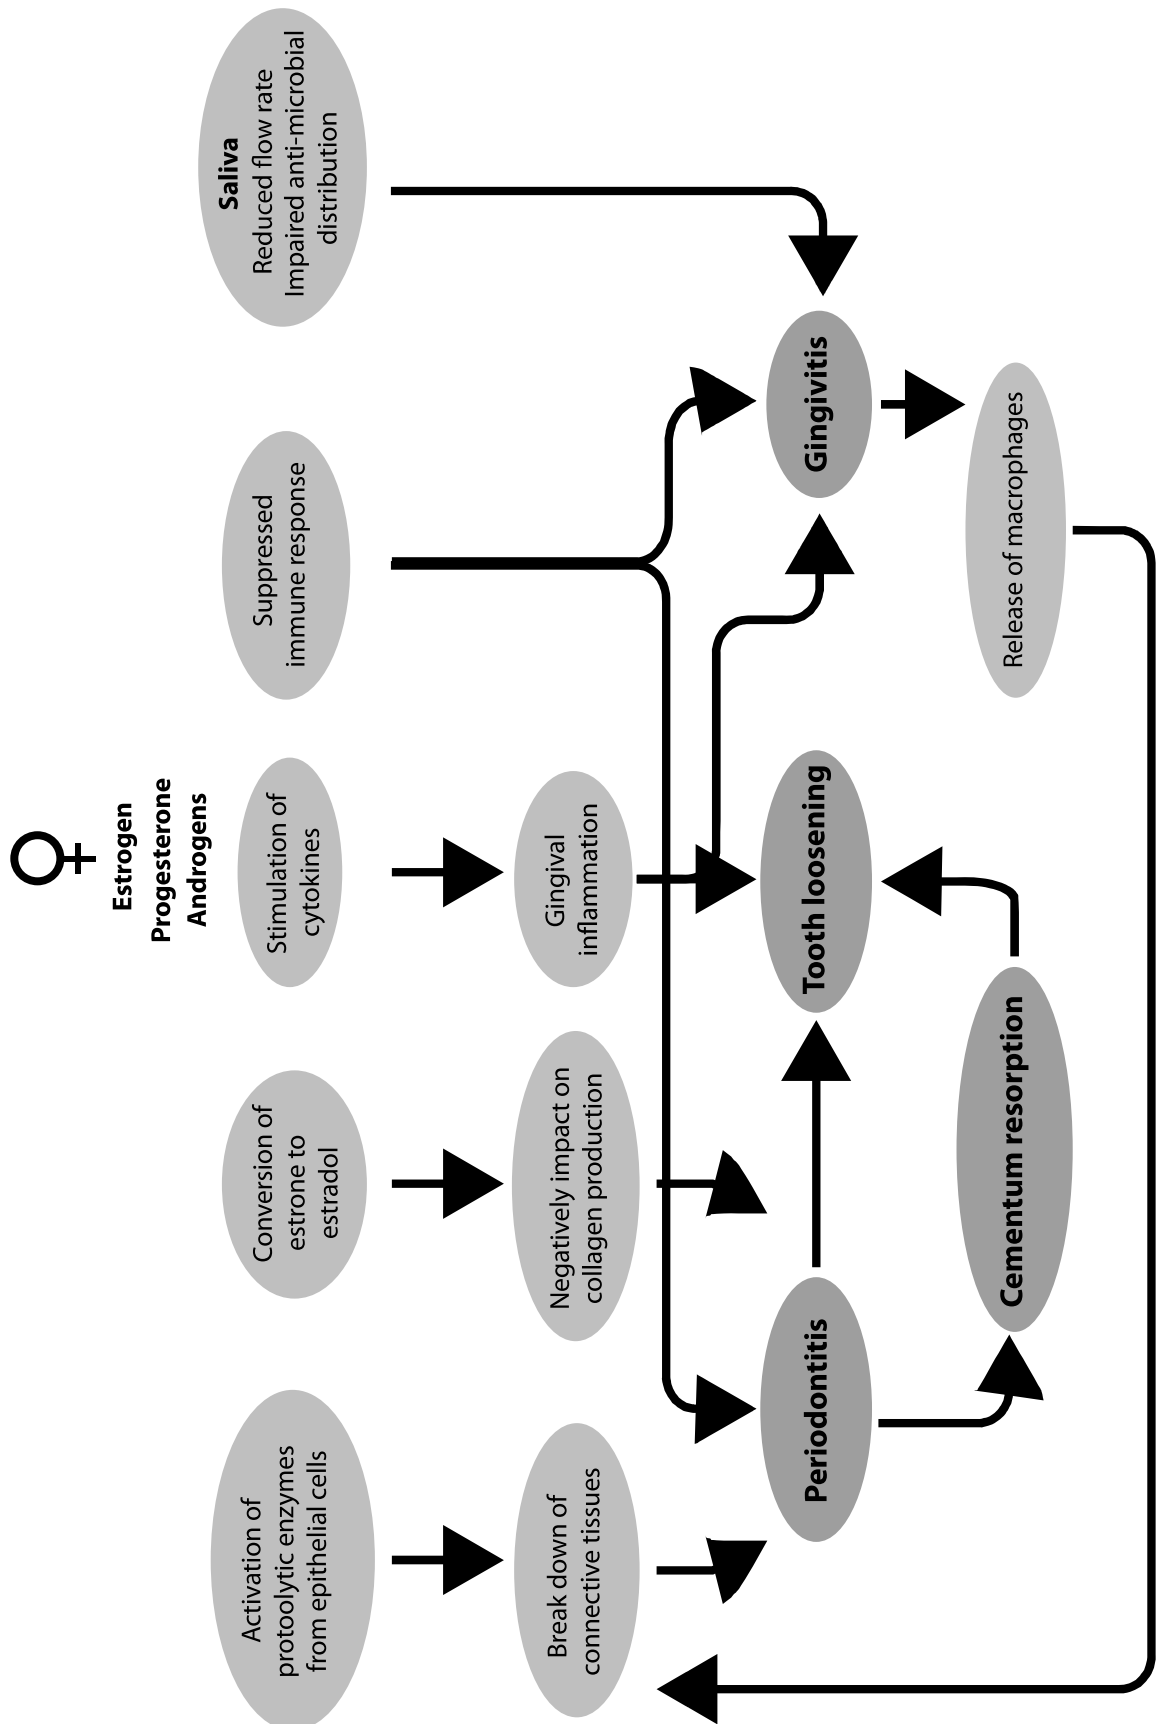 Estrogen
Progesterone
Androgens
Activation of
protoolytic enzymes
from epithelial cells
Conversion of
estrone to
estradol
Stimulation of
cytokines
Suppressed
immune response
Saliva
Reduced flow rate
Impaired anti-microbial
distribution
Break down of
connective tissues
Negatively impact on
collagen production
Gingival
inflammation
Periodontitis
Tooth loosening
Gingivitis
Cementum resorption
Release of macrophages